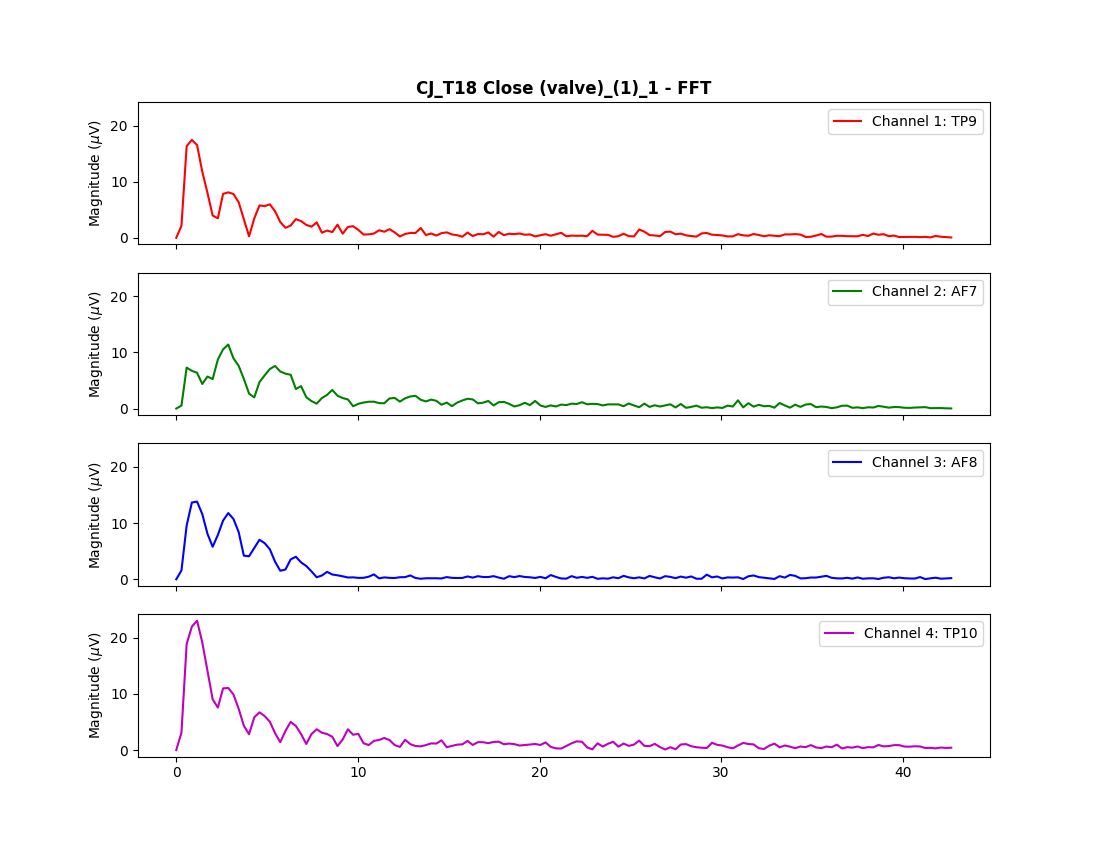 CJ_T18 Close (valve)_(1)_1 - FFT
Magnitude (μV)
20
10
0
Channel 1: TP9
Magnitude (μV)
20
10
0
Channel 2: AF7
Magnitude (μV)
20
10
0
Channel 3: AF8
Magnitude (μV)
20
10
0
Channel 4: TP10
0 10 20 30 40